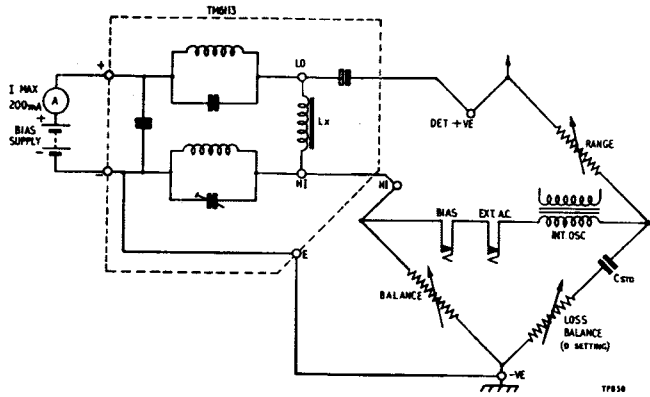 TM6113
+
LO
I MAX
200mA
A
+
BIAS
SUPPLY
-
Lx
DET +VE
RANGE
-
HI
HI
BIAS
EXT. A.C.
INT. OSC
E
CSTD
BALANCE
LOSS
BALANCE
(D SETTING)
-VE
TP850